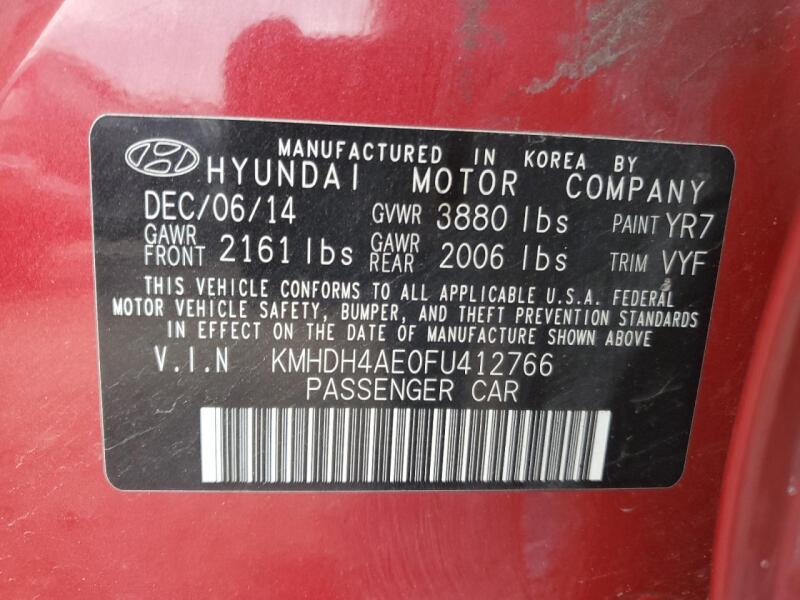 MANUFACTURED IN KOREA BY
HYUNDAI MOTOR COMPANY
DEC/06/14 GVWR 3880 lbs PAINT YR7
GAWR FRONT 2161 lbs GAWR REAR 2006 lbs TRIM VYF
THIS VEHICLE CONFORMS TO ALL APPLICABLE U.S.A. FEDERAL
MOTOR VEHICLE SAFETY, BUMPER, AND THEFT PREVENTION STANDARDS
IN EFFECT ON THE DATE OF MANUFACTURE SHOWN ABOVE
V.I.N KMHDH4AE0FU412766
PASSENGER CAR